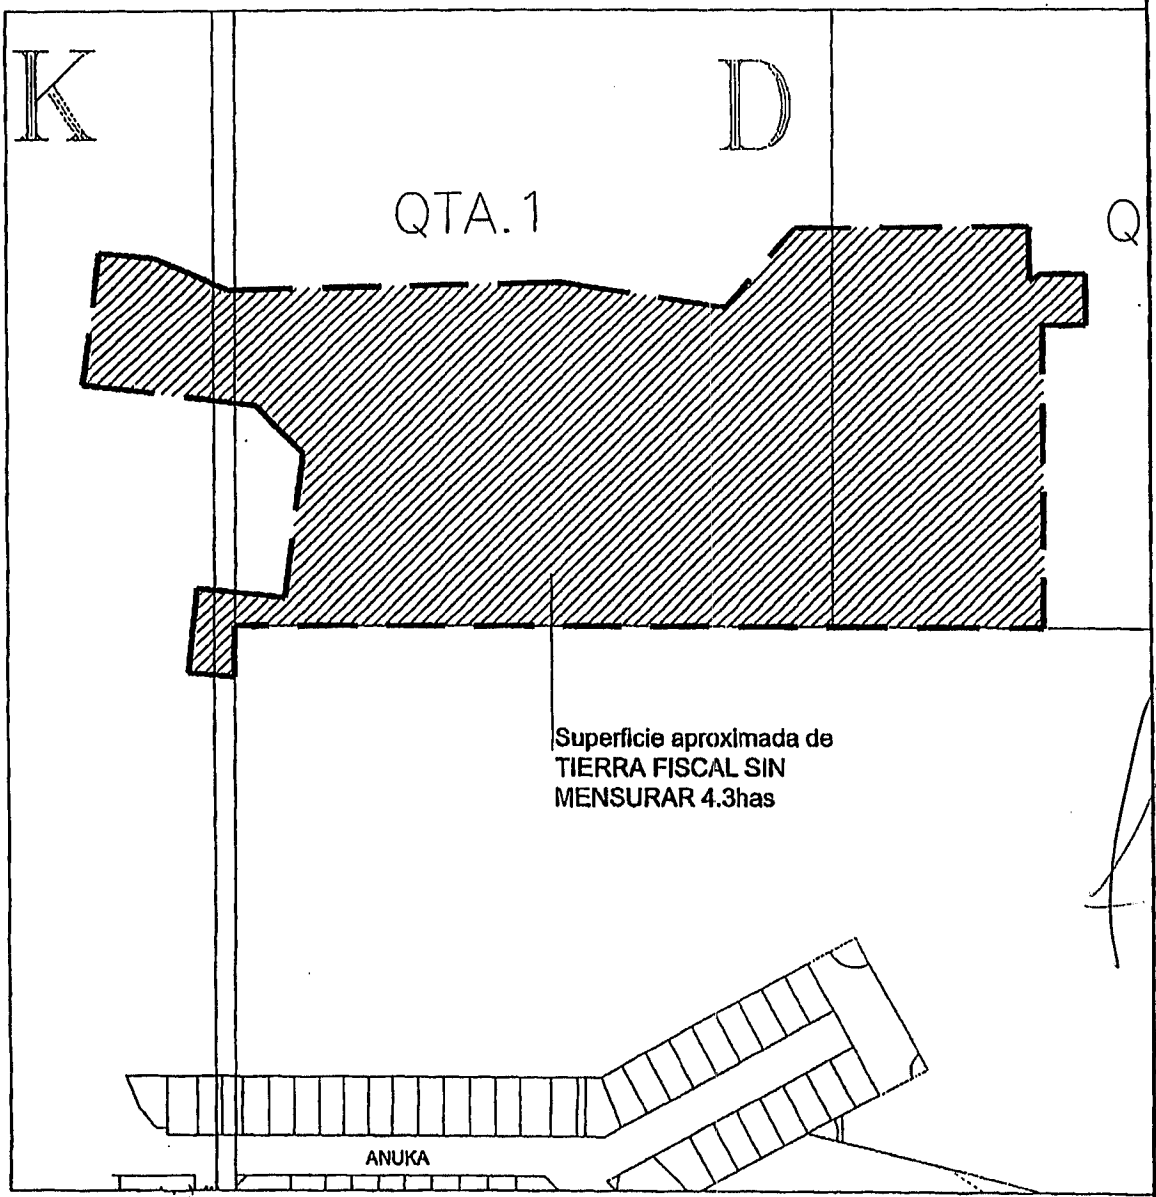 K
D
QTA.1
Q
Superficie aproximada de
TIERRA FISCAL SIN
MENSURAR 4.3has
ANUKA